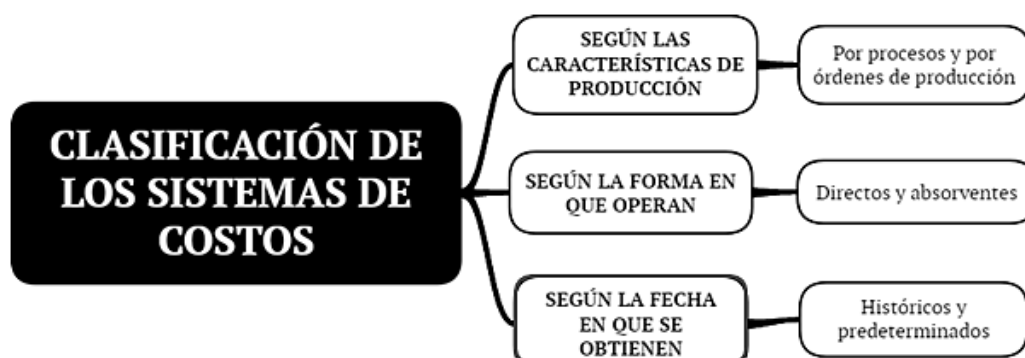 CLASIFICACIÓN DE
LOS SISTEMAS DE
COSTOS
SEGÚN LAS
CARACTERÍSTICAS DE
PRODUCCIÓN
Por procesos y por
órdenes de producción
SEGÚN LA FORMA EN
QUE OPERAN
Directos y absorventes
SEGÚN LA FECHA
EN QUE SE
OBTIENEN
Históricos y
predeterminados